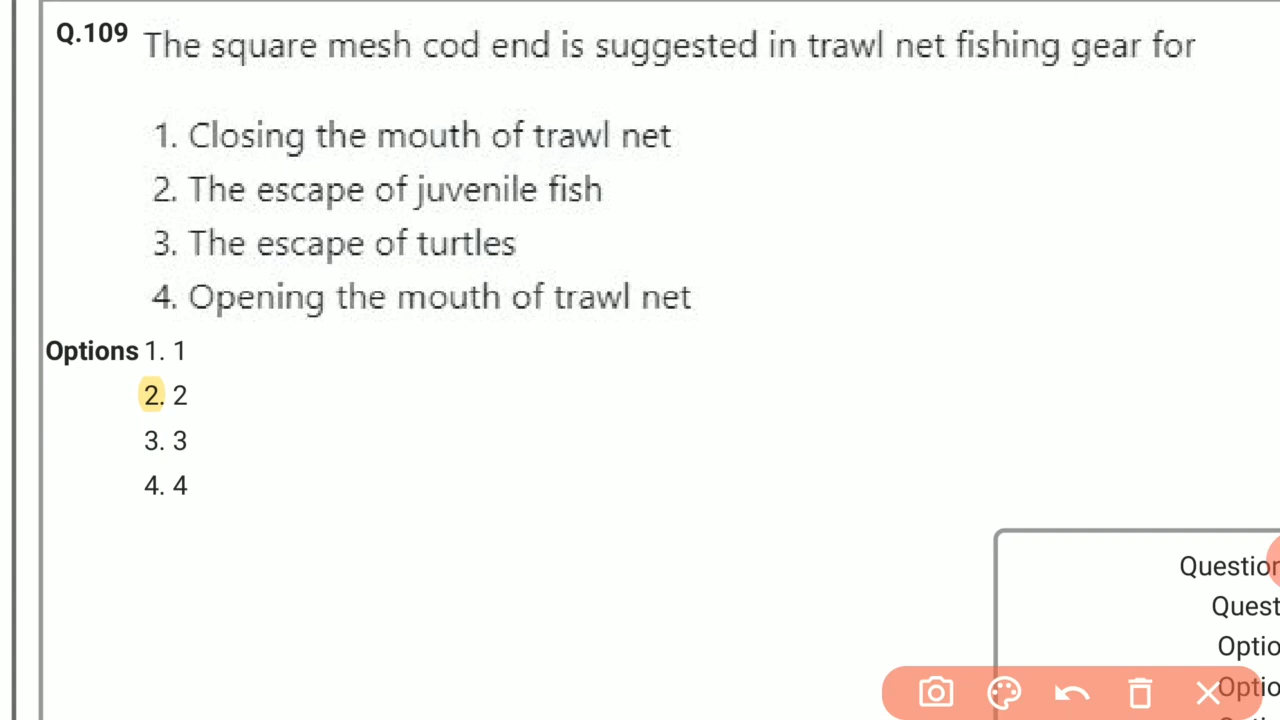 Q.109 The square mesh cod end is suggested in trawl net fishing gear for
1. Closing the mouth of trawl net
2. The escape of juvenile fish
3. The escape of turtles
4. Opening the mouth of trawl net
Options 1. 1
2. 2
3. 3
4. 4